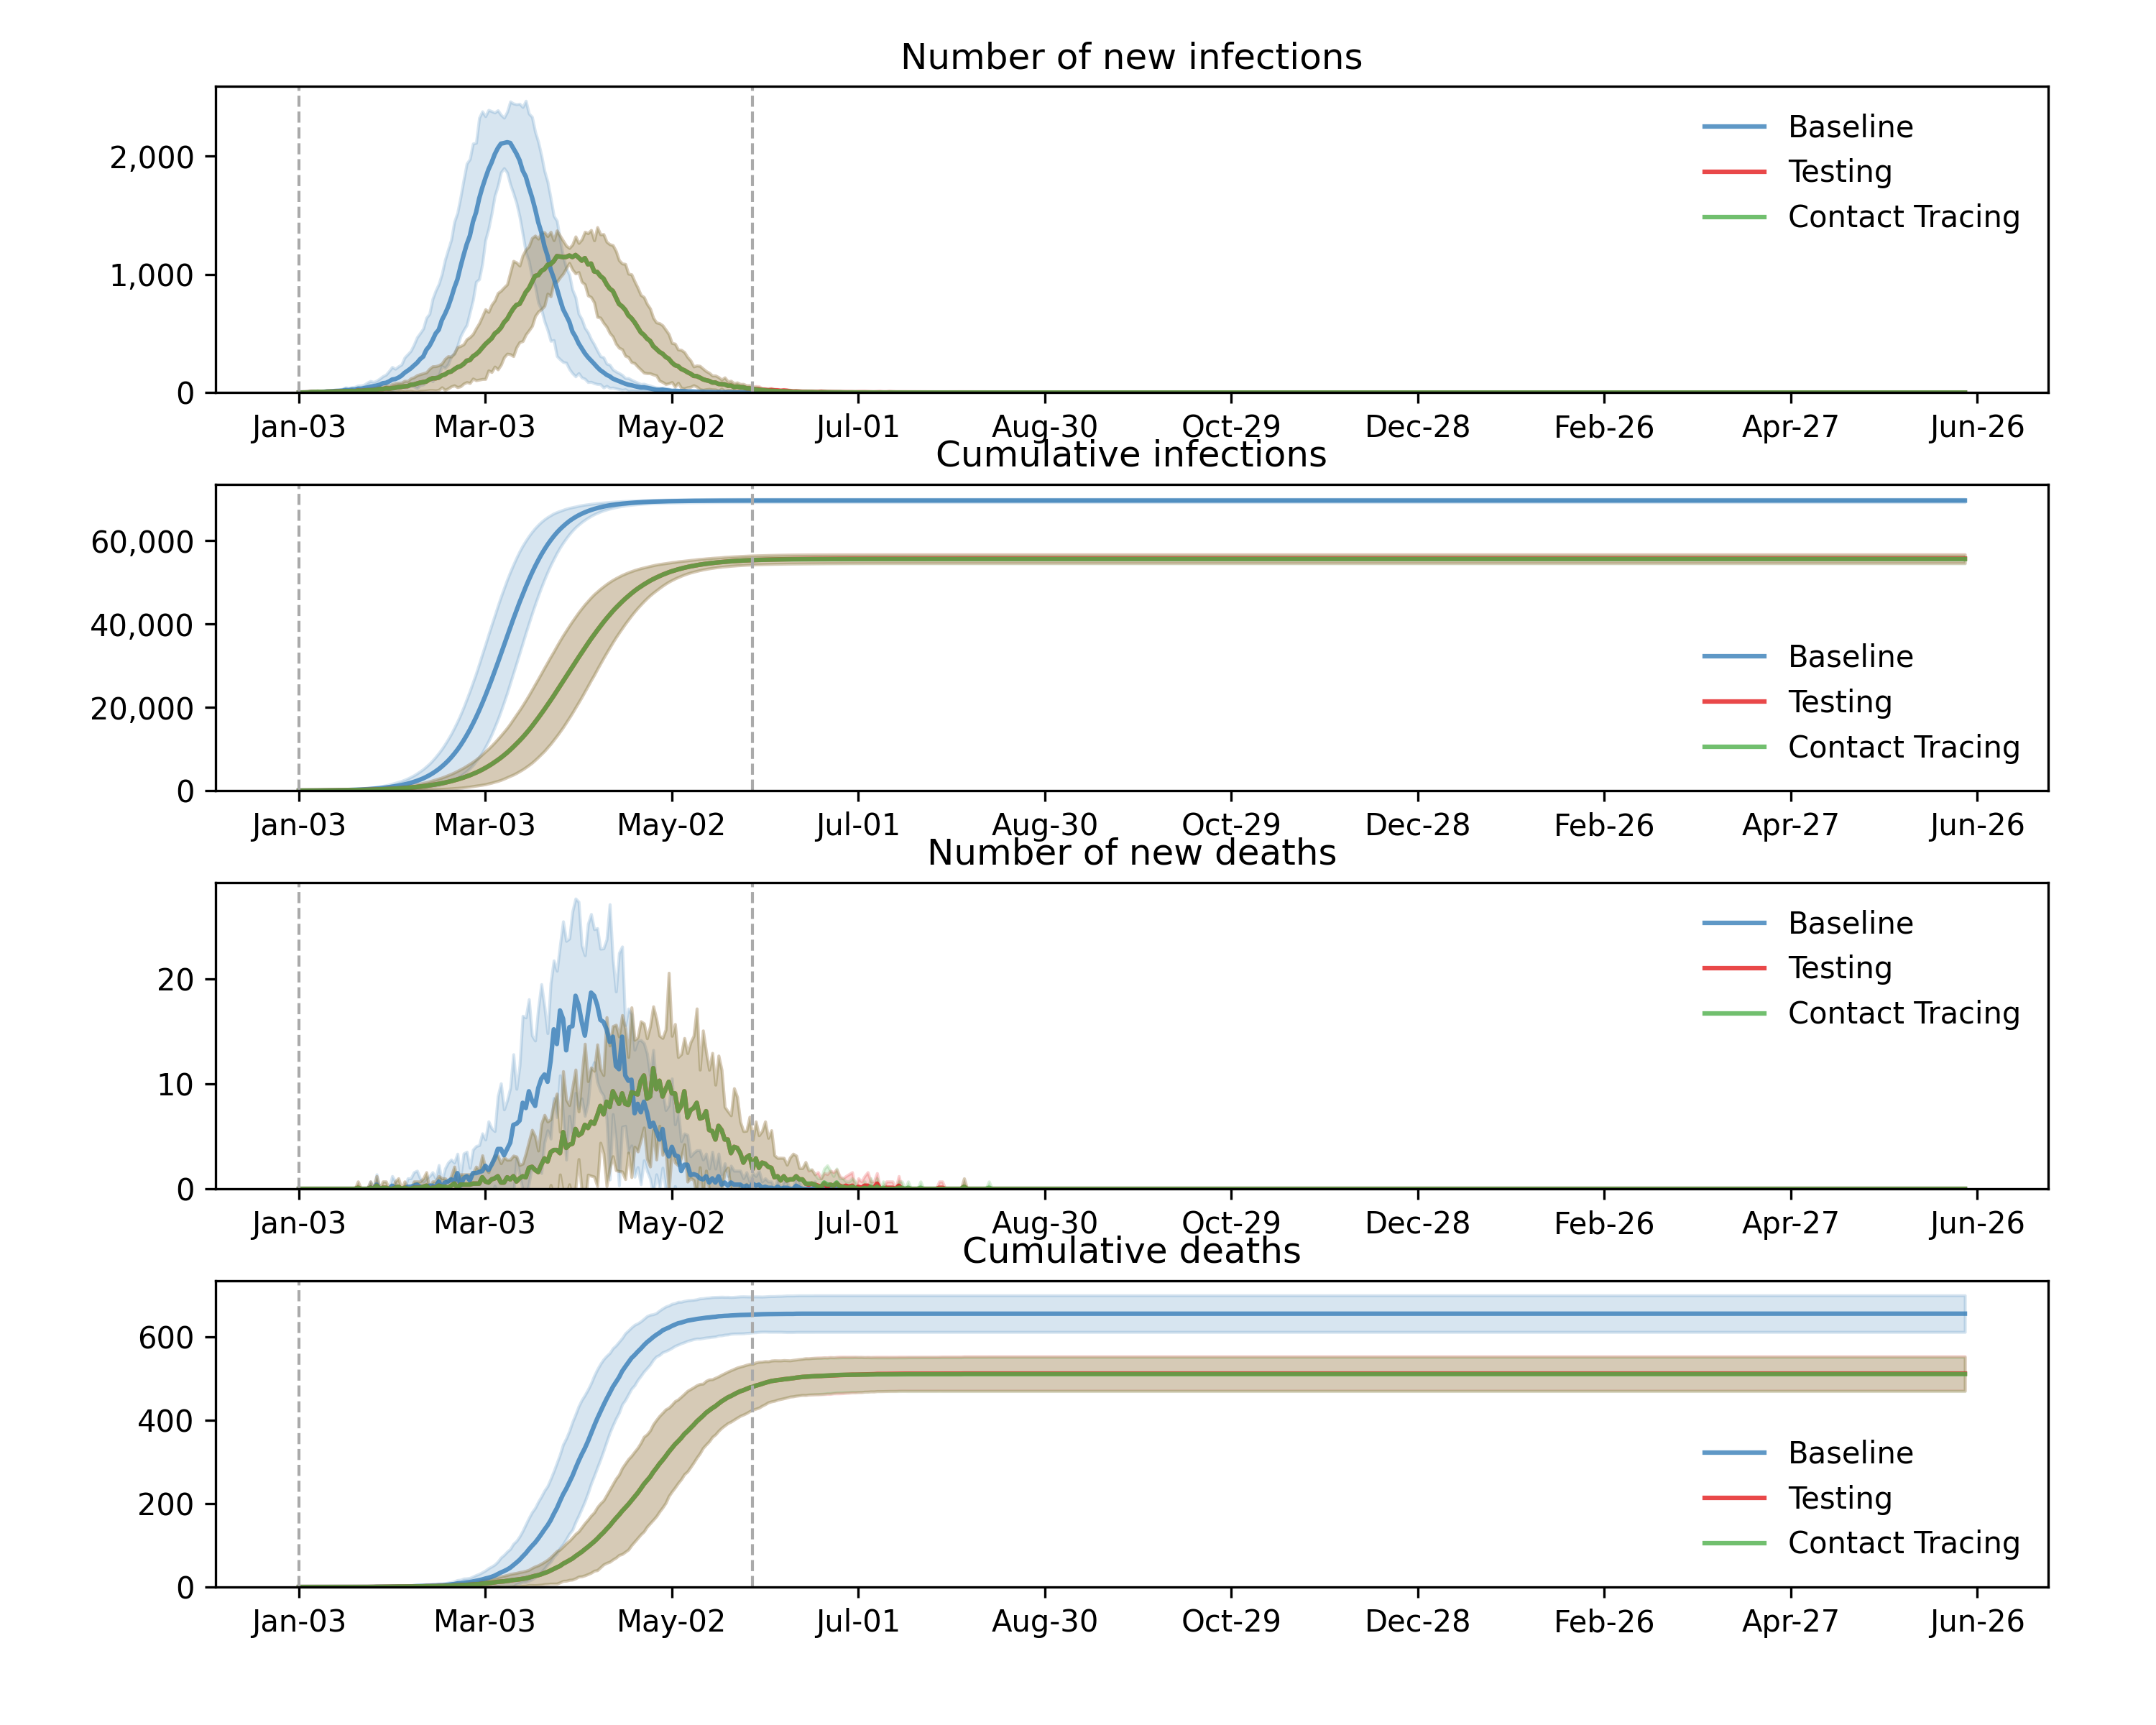 Number of new infections
2,000
1,000
0
Baseline
Testing
Contact Tracing
Jan-03 Mar-03 May-02 Jul-01 Aug-30 Oct-29 Dec-28 Feb-26 Apr-27 Jun-26
Cumulative infections
60,000
40,000
20,000
0
Baseline
Testing
Contact Tracing
Jan-03 Mar-03 May-02 Jul-01 Aug-30 Oct-29 Dec-28 Feb-26 Apr-27 Jun-26
Number of new deaths
20
10
0
Baseline
Testing
Contact Tracing
Jan-03 Mar-03 May-02 Jul-01 Aug-30 Oct-29 Dec-28 Feb-26 Apr-27 Jun-26
Cumulative deaths
600
400
200
0
Baseline
Testing
Contact Tracing
Jan-03 Mar-03 May-02 Jul-01 Aug-30 Oct-29 Dec-28 Feb-26 Apr-27 Jun-26